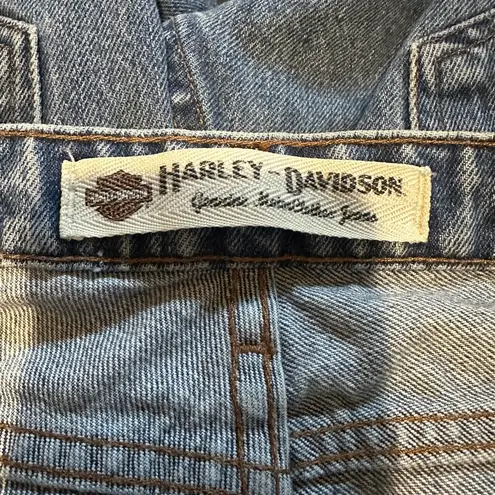 HARLEY-DAVIDSON
Genuine MotorClothes Jeans